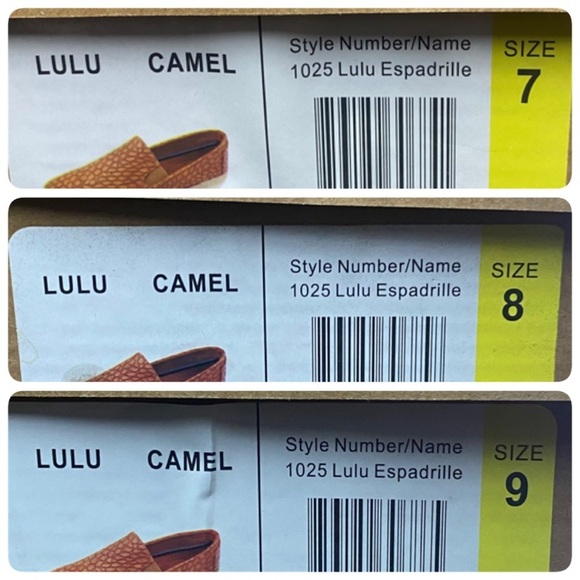 LULU CAMEL
Style Number/Name
1025 Lulu Espadrille
SIZE
7
LULU CAMEL
Style Number/Name
1025 Lulu Espadrille
SIZE
8
LULU CAMEL
Style Number/Name
1025 Lulu Espadrille
SIZE
9